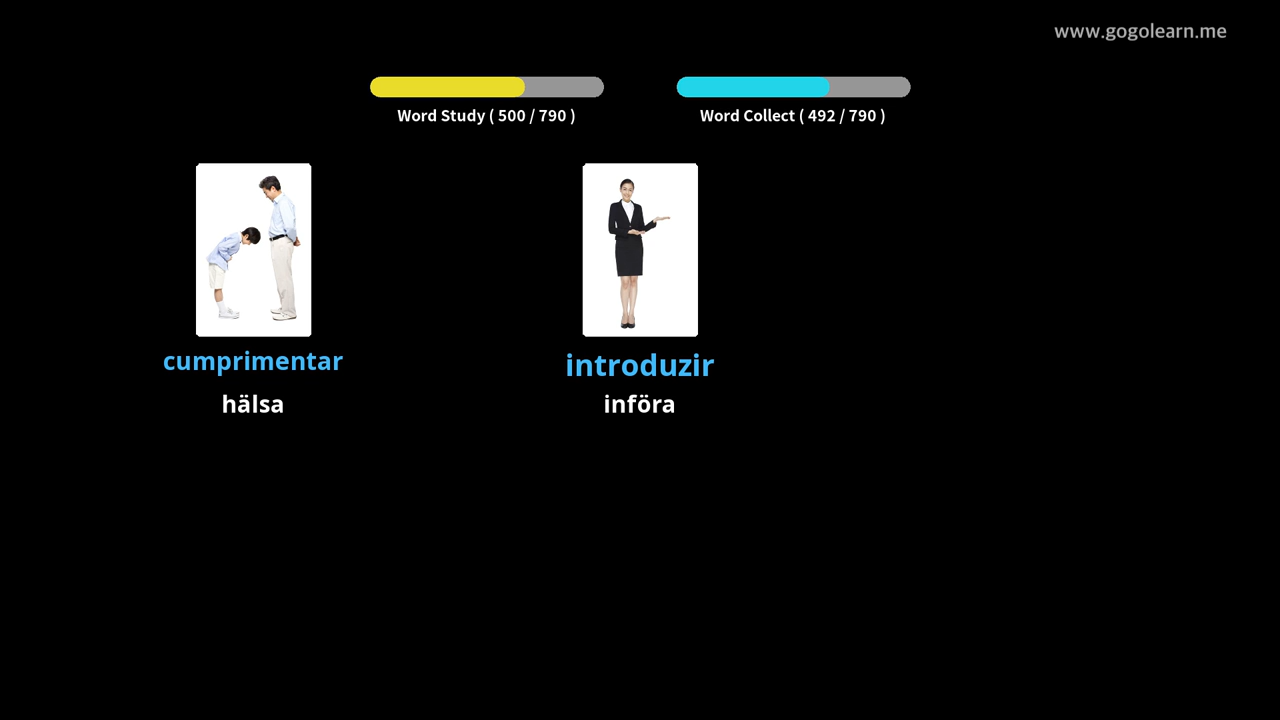 www.gogolearn.me
Word Study ( 500 / 790 )
Word Collect ( 492 / 790 )
cumprimentar
hälsa
introduzir
införa